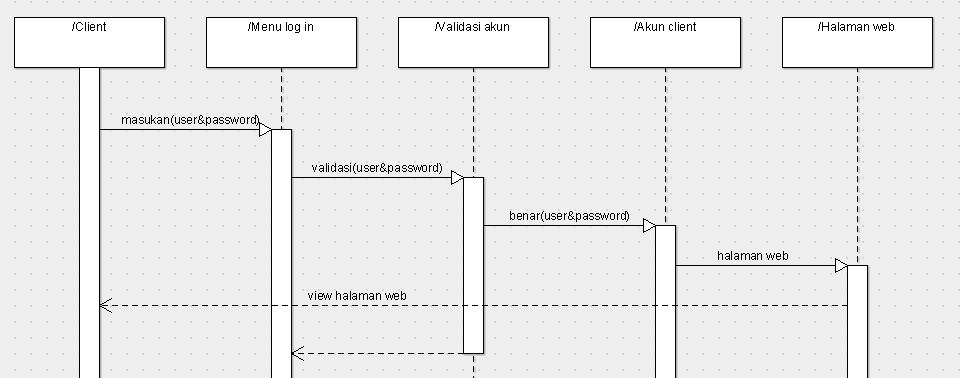 /Client
/Menu log in
/Validasi akun
/Akun client
/Halaman web
masukan(user&password)
validasi(user&password)
benar(user&password)
halaman web
view halaman web